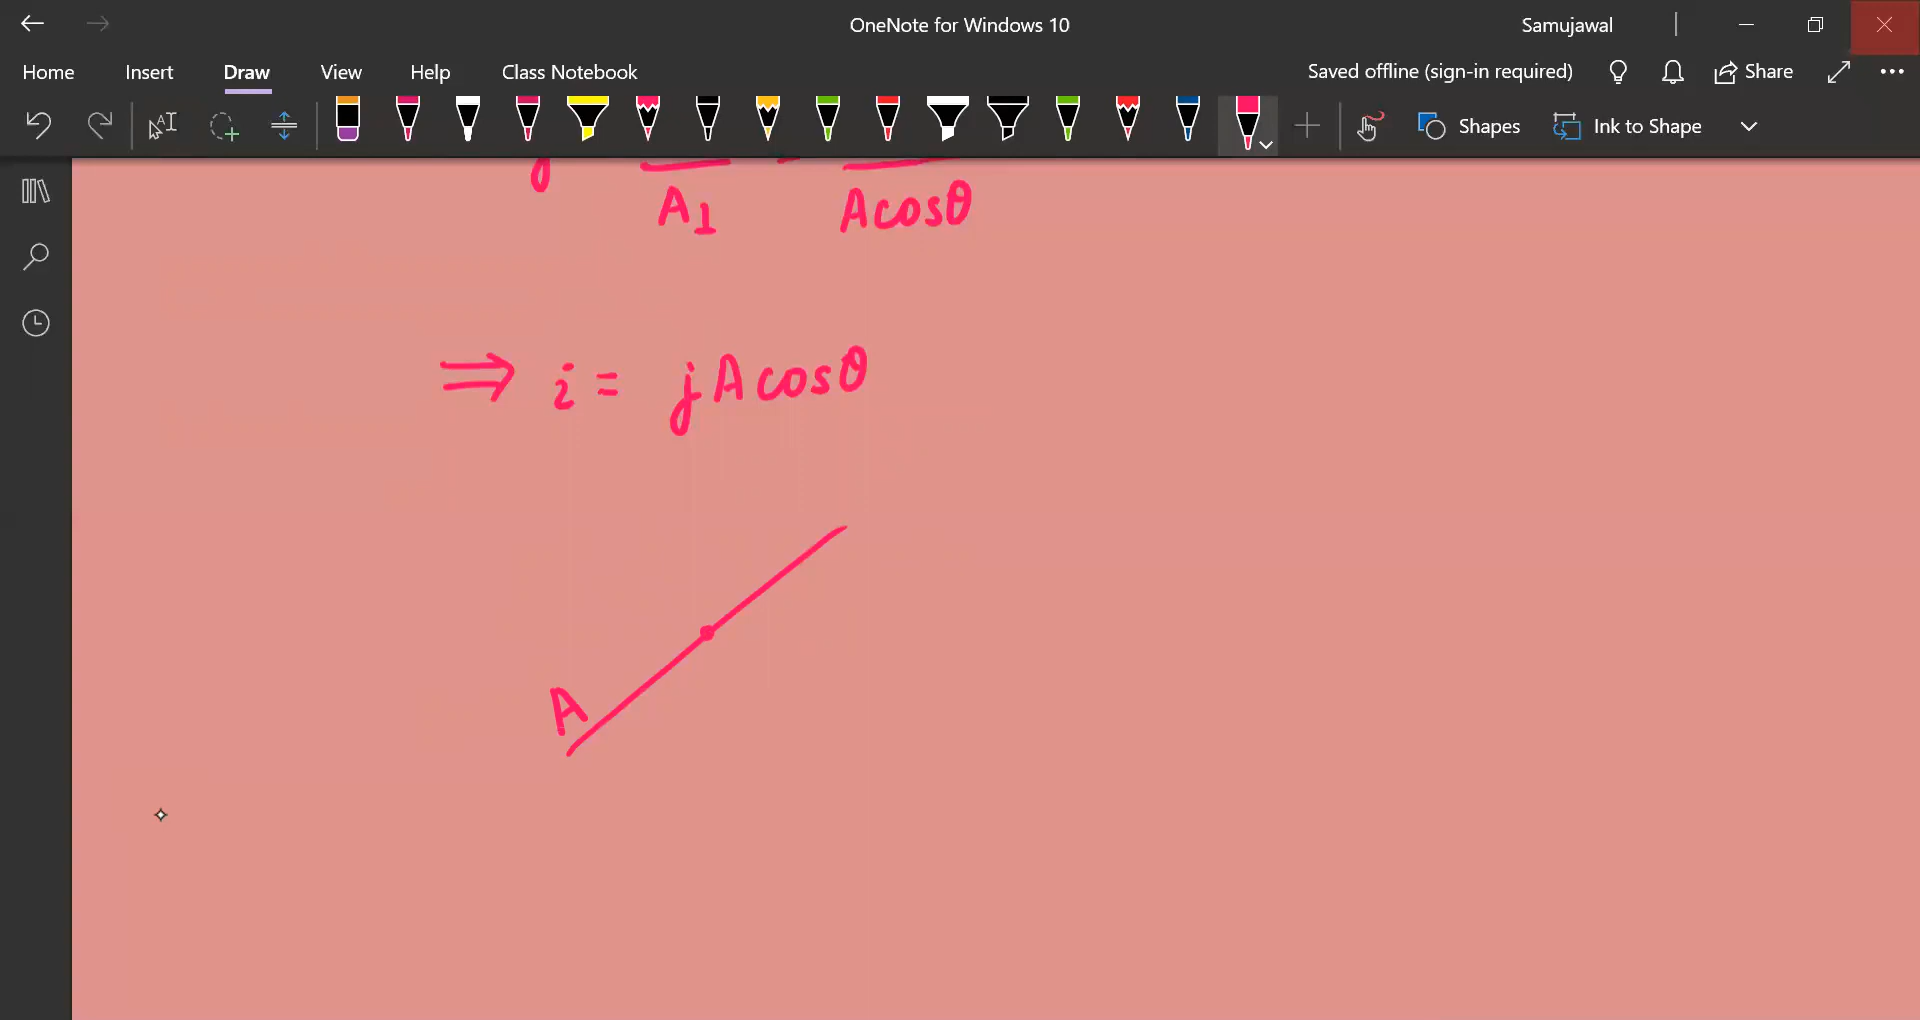 OneNote for Windows 10
Samujawal
Home Insert Draw View Help Class Notebook
Saved offline (sign-in required) Share
Shapes Ink to Shape
j = 
A1 Acosθ
⇒ i = jAcosθ
A